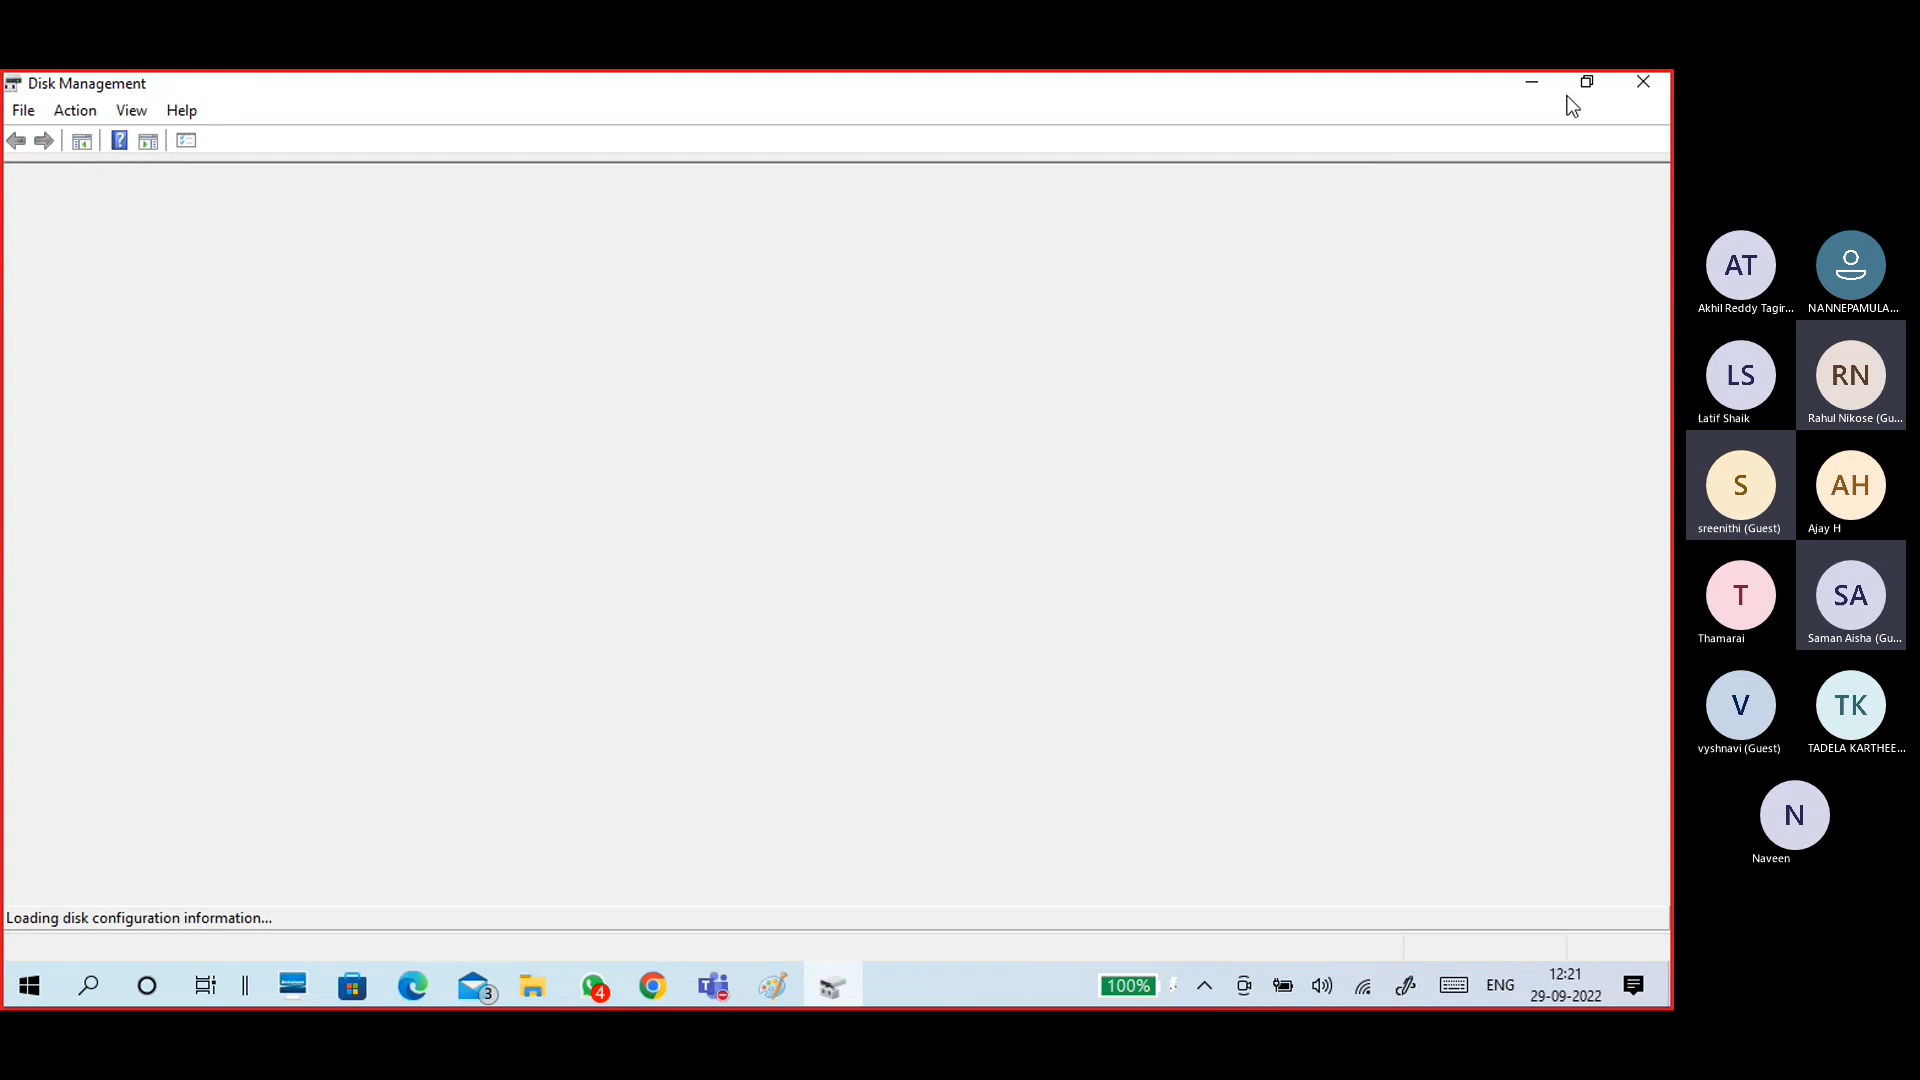 Disk Management
File Action View Help
?
Loading disk configuration information...
3
4
T
100%
ENG
12:21
29-09-2022
AT
Akhil Reddy Tagir...
NANNEPAMULA...
LS
Latif Shaik
RN
Rahul Nikose (Gu...
S
sreenithi (Guest)
AH
Ajay H
T
Thamarai
SA
Saman Aisha (Gu...
V
vyshnavi (Guest)
TK
TADELA KARTHEE...
N
Naveen